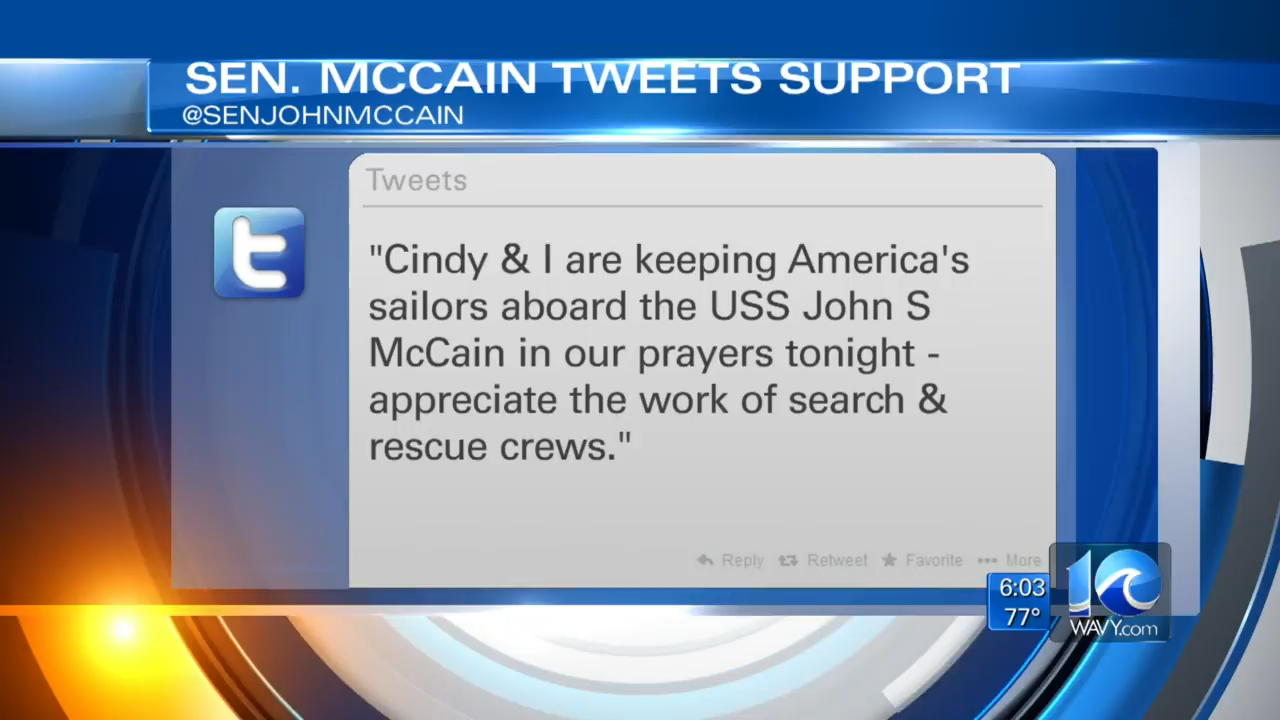 SEN. MCCAIN TWEETS SUPPORT
@SENJOHNMCCAIN
Tweets
"Cindy & I are keeping America's
sailors aboard the USS John S
McCain in our prayers tonight -
appreciate the work of search &
rescue crews."
Reply Retweet Favorite More
6:03
77°
10
WAVY.com